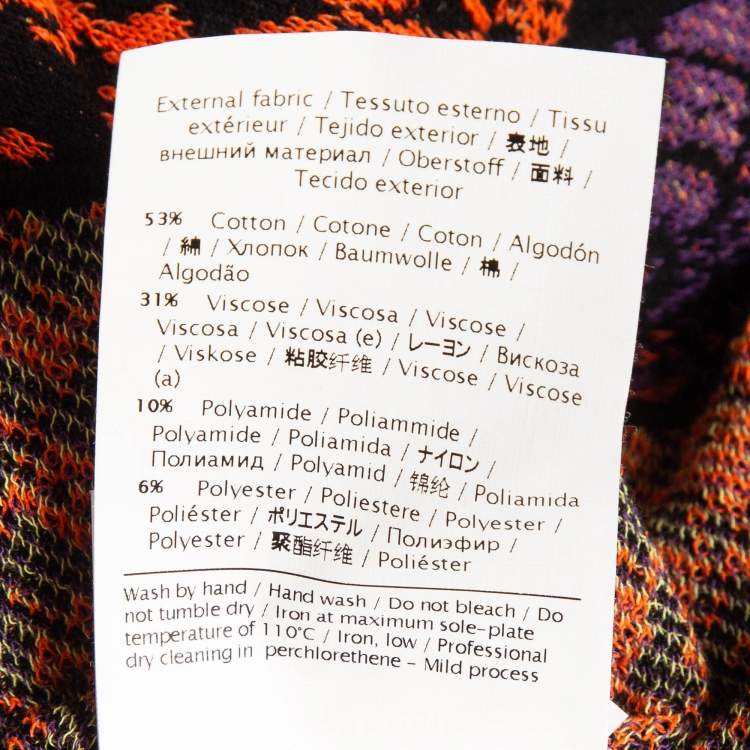 External fabric / Tessuto esterno / Tissu
extérieur / Tejido exterior / 表地 /
внешний материал / Oberstoff / 面料 /
Tecido exterior
53% Cotton / Cotone / Coton / Algodón
/ 綿 / Хлопок / Baumwolle / 棉 /
Algodão
31% Viscose / Viscosa / Viscose /
Viscosa / Viscosa (e) / レーヨン / Вискоза
/ Viskose / 粘胶纤维 / Viscose / Viscose
(a)
10% Polyamide / Poliammide /
Polyamide / Poliamida / ナイロン /
Полиамид / Polyamid / 锦纶 / Poliamida
6% Polyester / Poliestere / Polyester /
Poliéster / ポリエステル / Полиэфир /
Polyester / 聚酯纤维 / Poliéster
Wash by hand / Hand wash / Do not bleach / Do
not tumble dry / Iron at maximum sole-plate
temperature of 110°C / Iron, low / Professional
dry cleaning in perchlorethene - Mild process